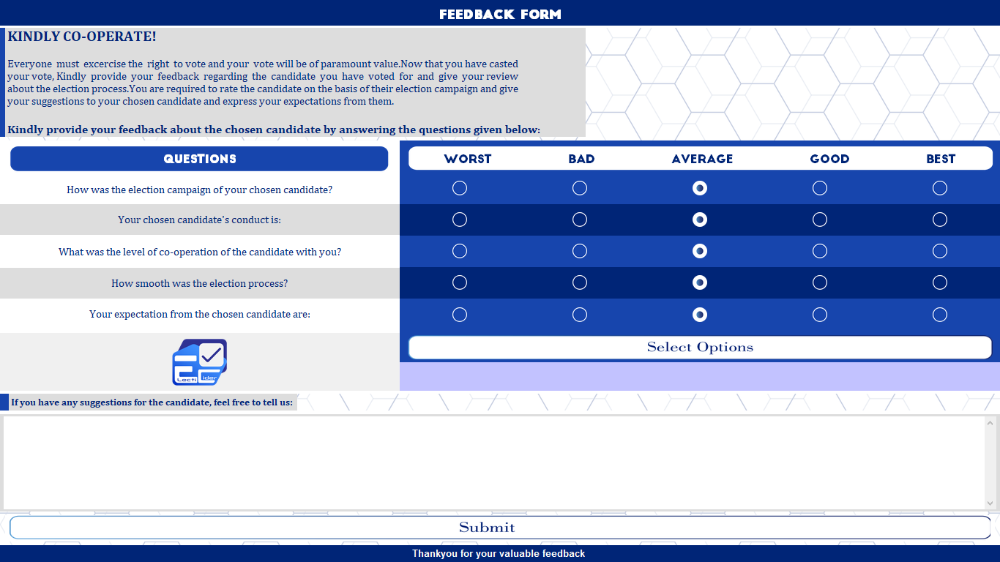 FEEDBACK FORM
KINDLY CO-OPERATE!
Everyone must excercise the right to vote and your vote will be of paramount value.Now that you have casted
your vote, Kindly provide your feedback regarding the candidate you have voted for and give your review
about the election process.You are required to rate the candidate on the basis of their election campaign and give
your suggestions to your chosen candidate and express your expectations from them.
Kindly provide your feedback about the chosen candidate by answering the questions given below:
QUESTIONS WORST BAD AVERAGE GOOD BEST
How was the election campaign of your chosen candidate?
Your chosen candidate's conduct is:
What was the level of co-operation of the candidate with you?
How smooth was the election process?
Your expectation from the chosen candidate are:
Select Options
Lecti ider
If you have any suggestions for the candidate, feel free to tell us:
Submit
Thankyou for your valuable feedback